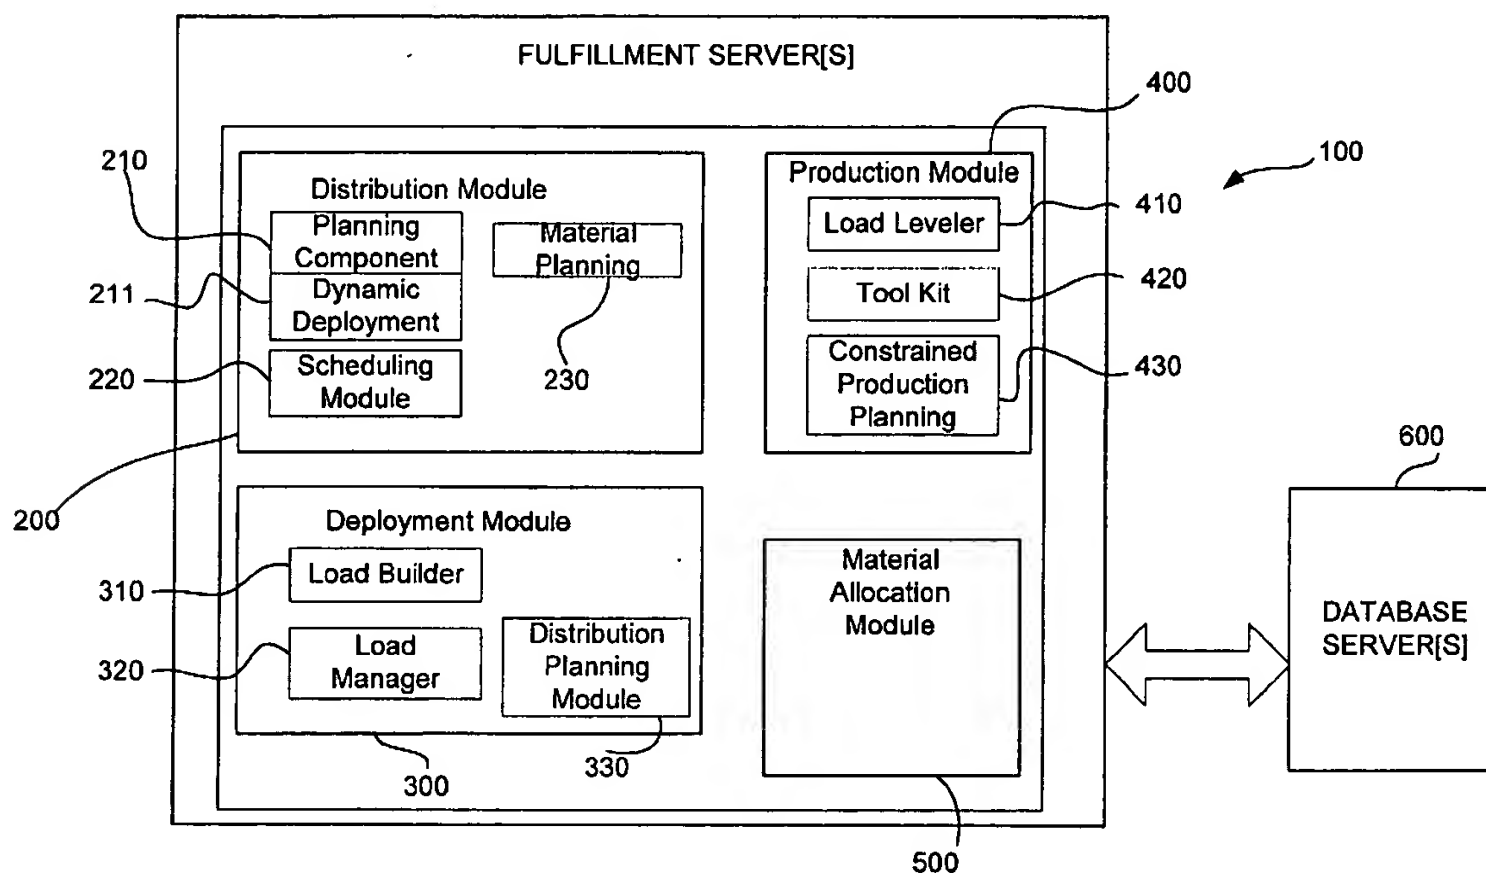 FULFILLMENT SERVER[S]
400
100
210
Distribution Module
Planning
Component
Material
Planning
211
Dynamic
Deployment
220
Scheduling
Module
230
Production Module
Load Leveler
410
Tool Kit
420
Constrained
Production
Planning
430
200
Deployment Module
310
Load Builder
320
Load
Manager
Distribution
Planning
Module
300
330
Material
Allocation
Module
500
600
DATABASE
SERVER[S]